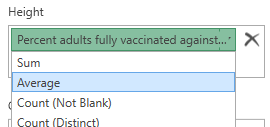 Height
Percent adults fully vaccinated against...
Sum
Average
Count (Not Blank)
Count (Distinct)